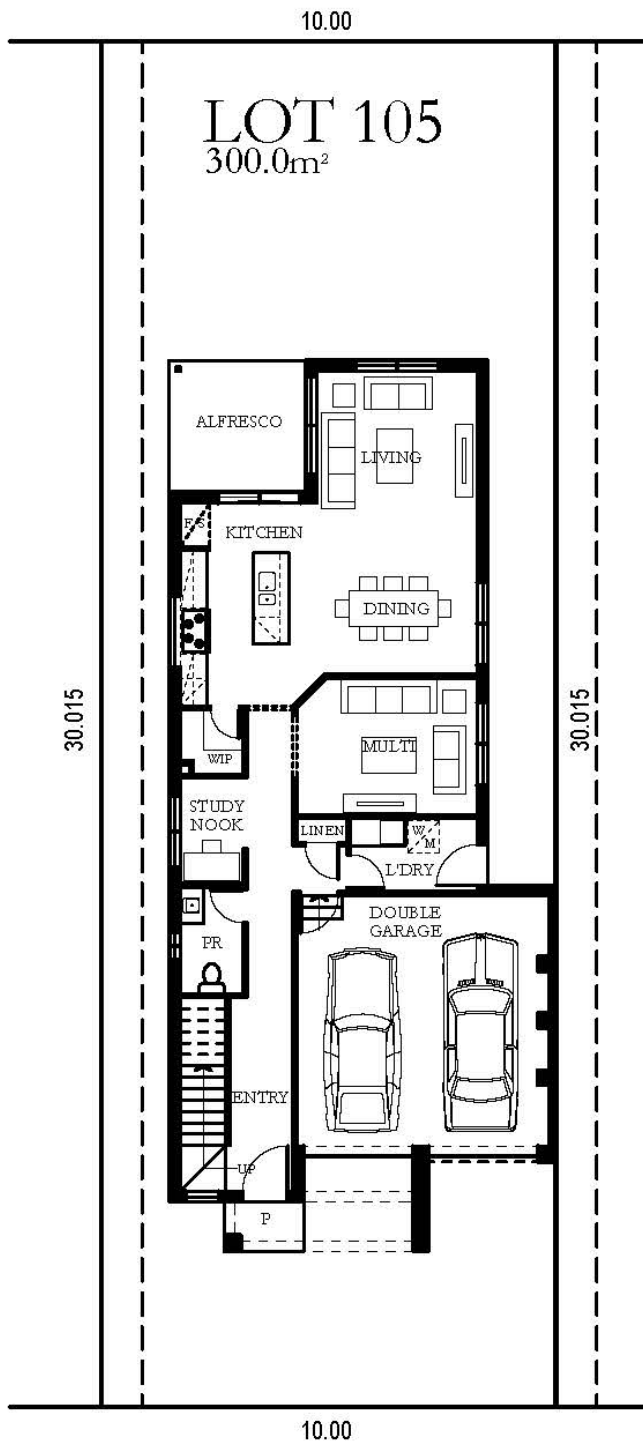 10.00
LOT 105
300.0m²
ALFRESCO
LIVING
F/S
KITCHEN
DINING
30.015
30.015
MULTI
WIP
STUDY
NOOK
LINEN
W
M
L'DRY
DOUBLE
GARAGE
PR
ENTRY
UP
P
10.00